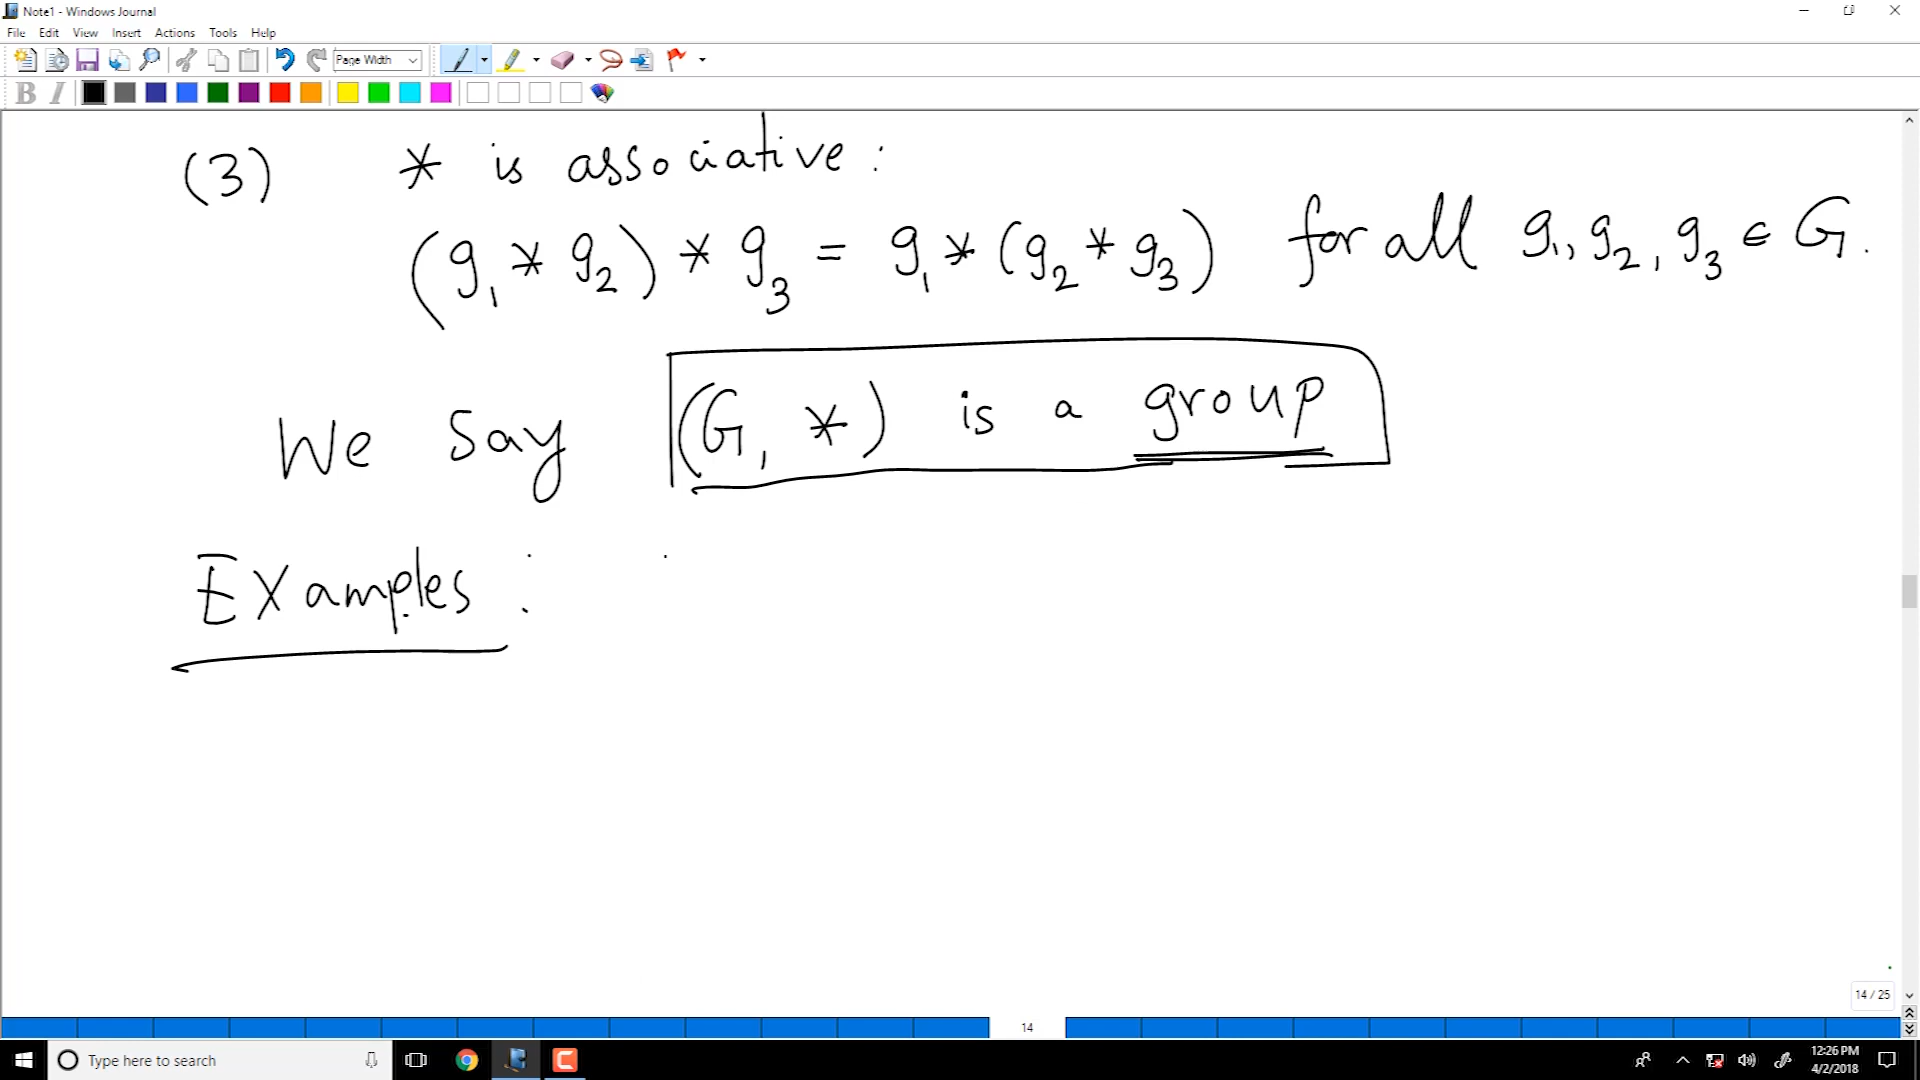 Note1 - Windows Journal
File Edit View Insert Actions Tools Help
Page Width
B I
(3) * is associative :
(g₁ * g₂) * g₃ = g₁ * (g₂ * g₃) for all g₁, g₂, g₃ ∈ G.
We say (G, *) is a group
Examples :
14 / 25
14
Type here to search
12:26 PM
4/2/2018